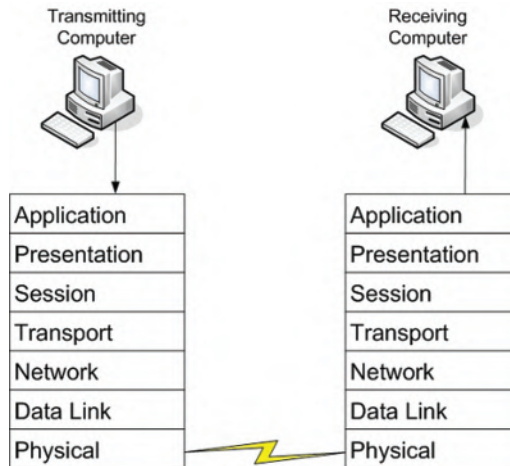 Transmitting
Computer
Receiving
Computer
Application
Presentation
Session
Transport
Network
Data Link
Physical
Application
Presentation
Session
Transport
Network
Data Link
Physical